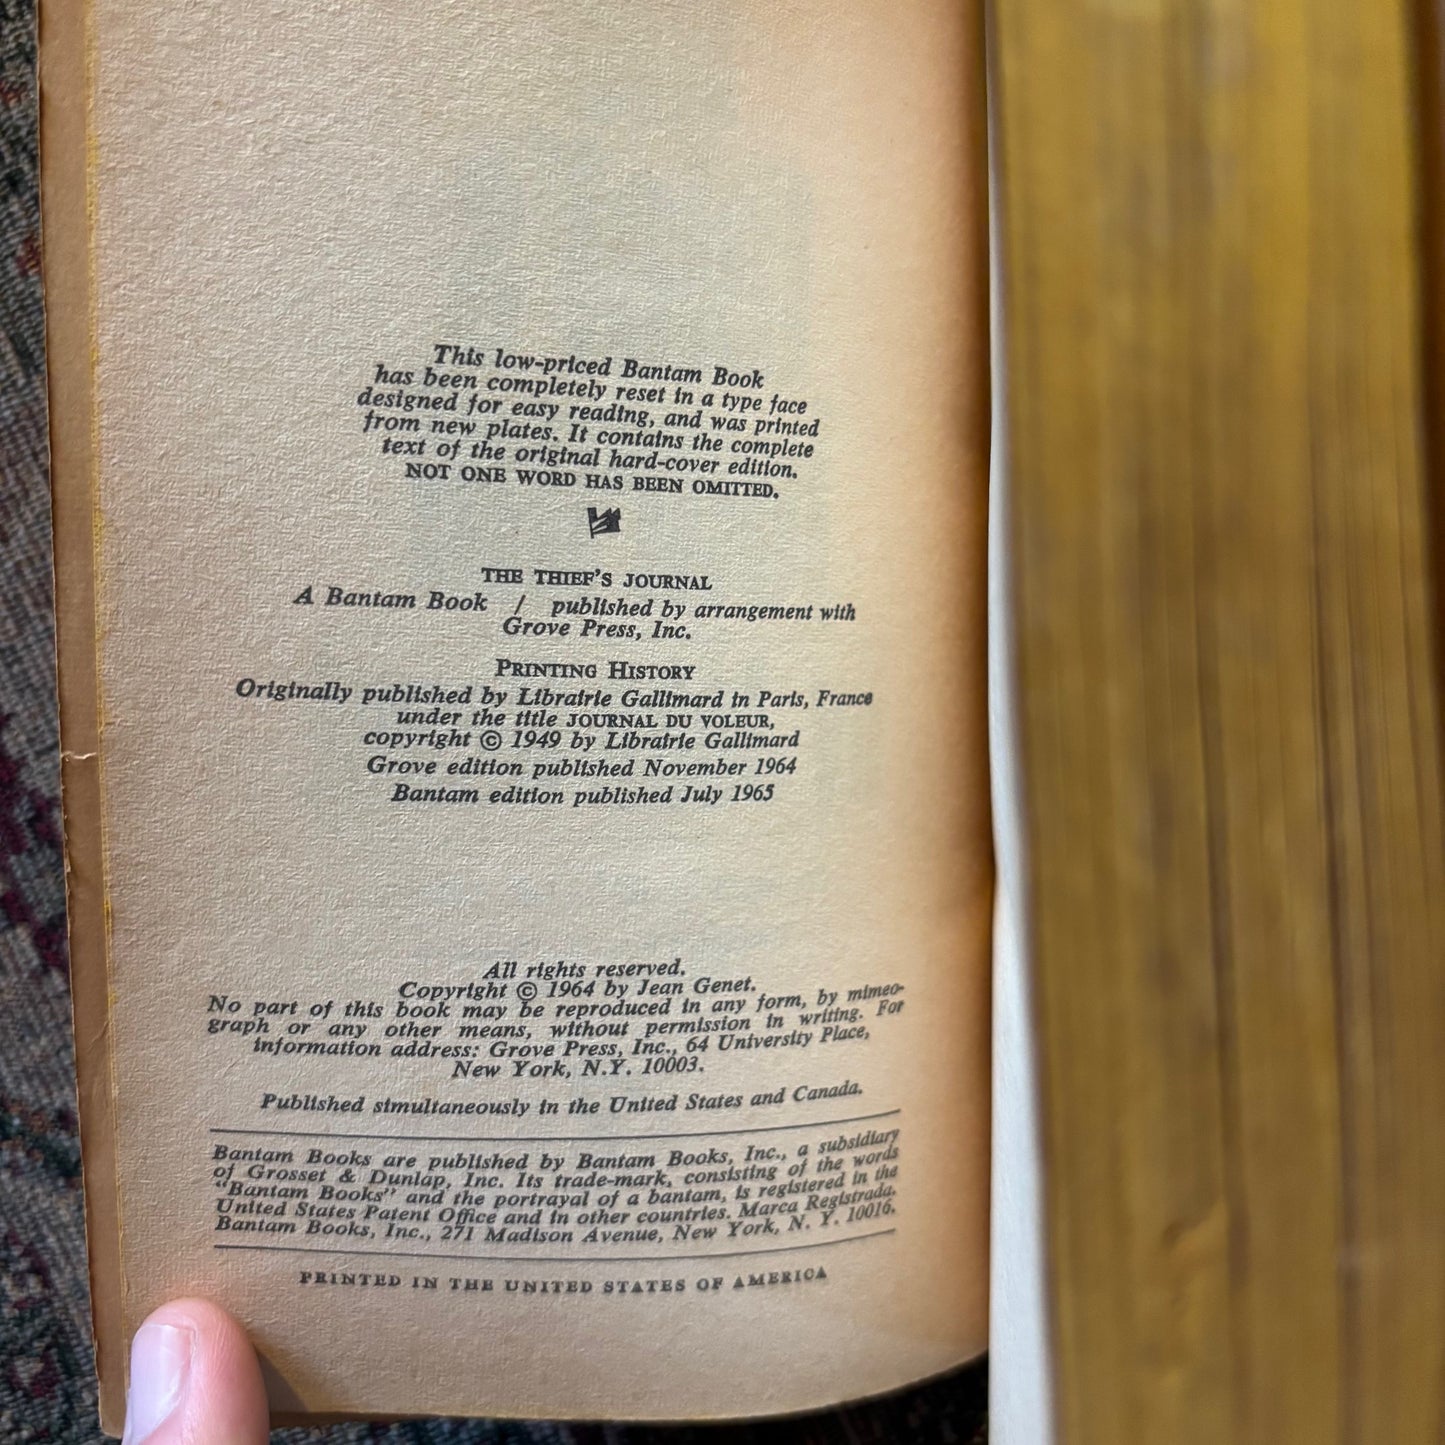 This low-priced Bantam Book
has been completely reset in a type face
designed for easy reading, and was printed
from new plates. It contains the complete
text of the original hard-cover edition.
NOT ONE WORD HAS BEEN OMITTED.
THE THIEF'S JOURNAL
A Bantam Book / published by arrangement with
Grove Press, Inc.
PRINTING HISTORY
Originally published by Librairie Gallimard in Paris, France
under the title JOURNAL DU VOLEUR,
copyright © 1949 by Librairie Gallimard
Grove edition published November 1964
Bantam edition published July 1965
All rights reserved.
Copyright © 1964 by Jean Genet.
No part of this book may be reproduced in any form, by mimeo-
graph or any other means, without permission in writing. For
information address: Grove Press, Inc., 64 University Place,
New York, N.Y. 10003.
Published simultaneously in the United States and Canada.
Bantam Books are published by Bantam Books, Inc., a subsidiary
of Grosset & Dunlap, Inc. Its trade-mark, consisting of the words
"Bantam Books" and the portrayal of a bantam, is registered in the
United States Patent Office and in other countries. Marca Registrada.
Bantam Books, Inc., 271 Madison Avenue, New York, N. Y. 10016.
PRINTED IN THE UNITED STATES OF AMERICA